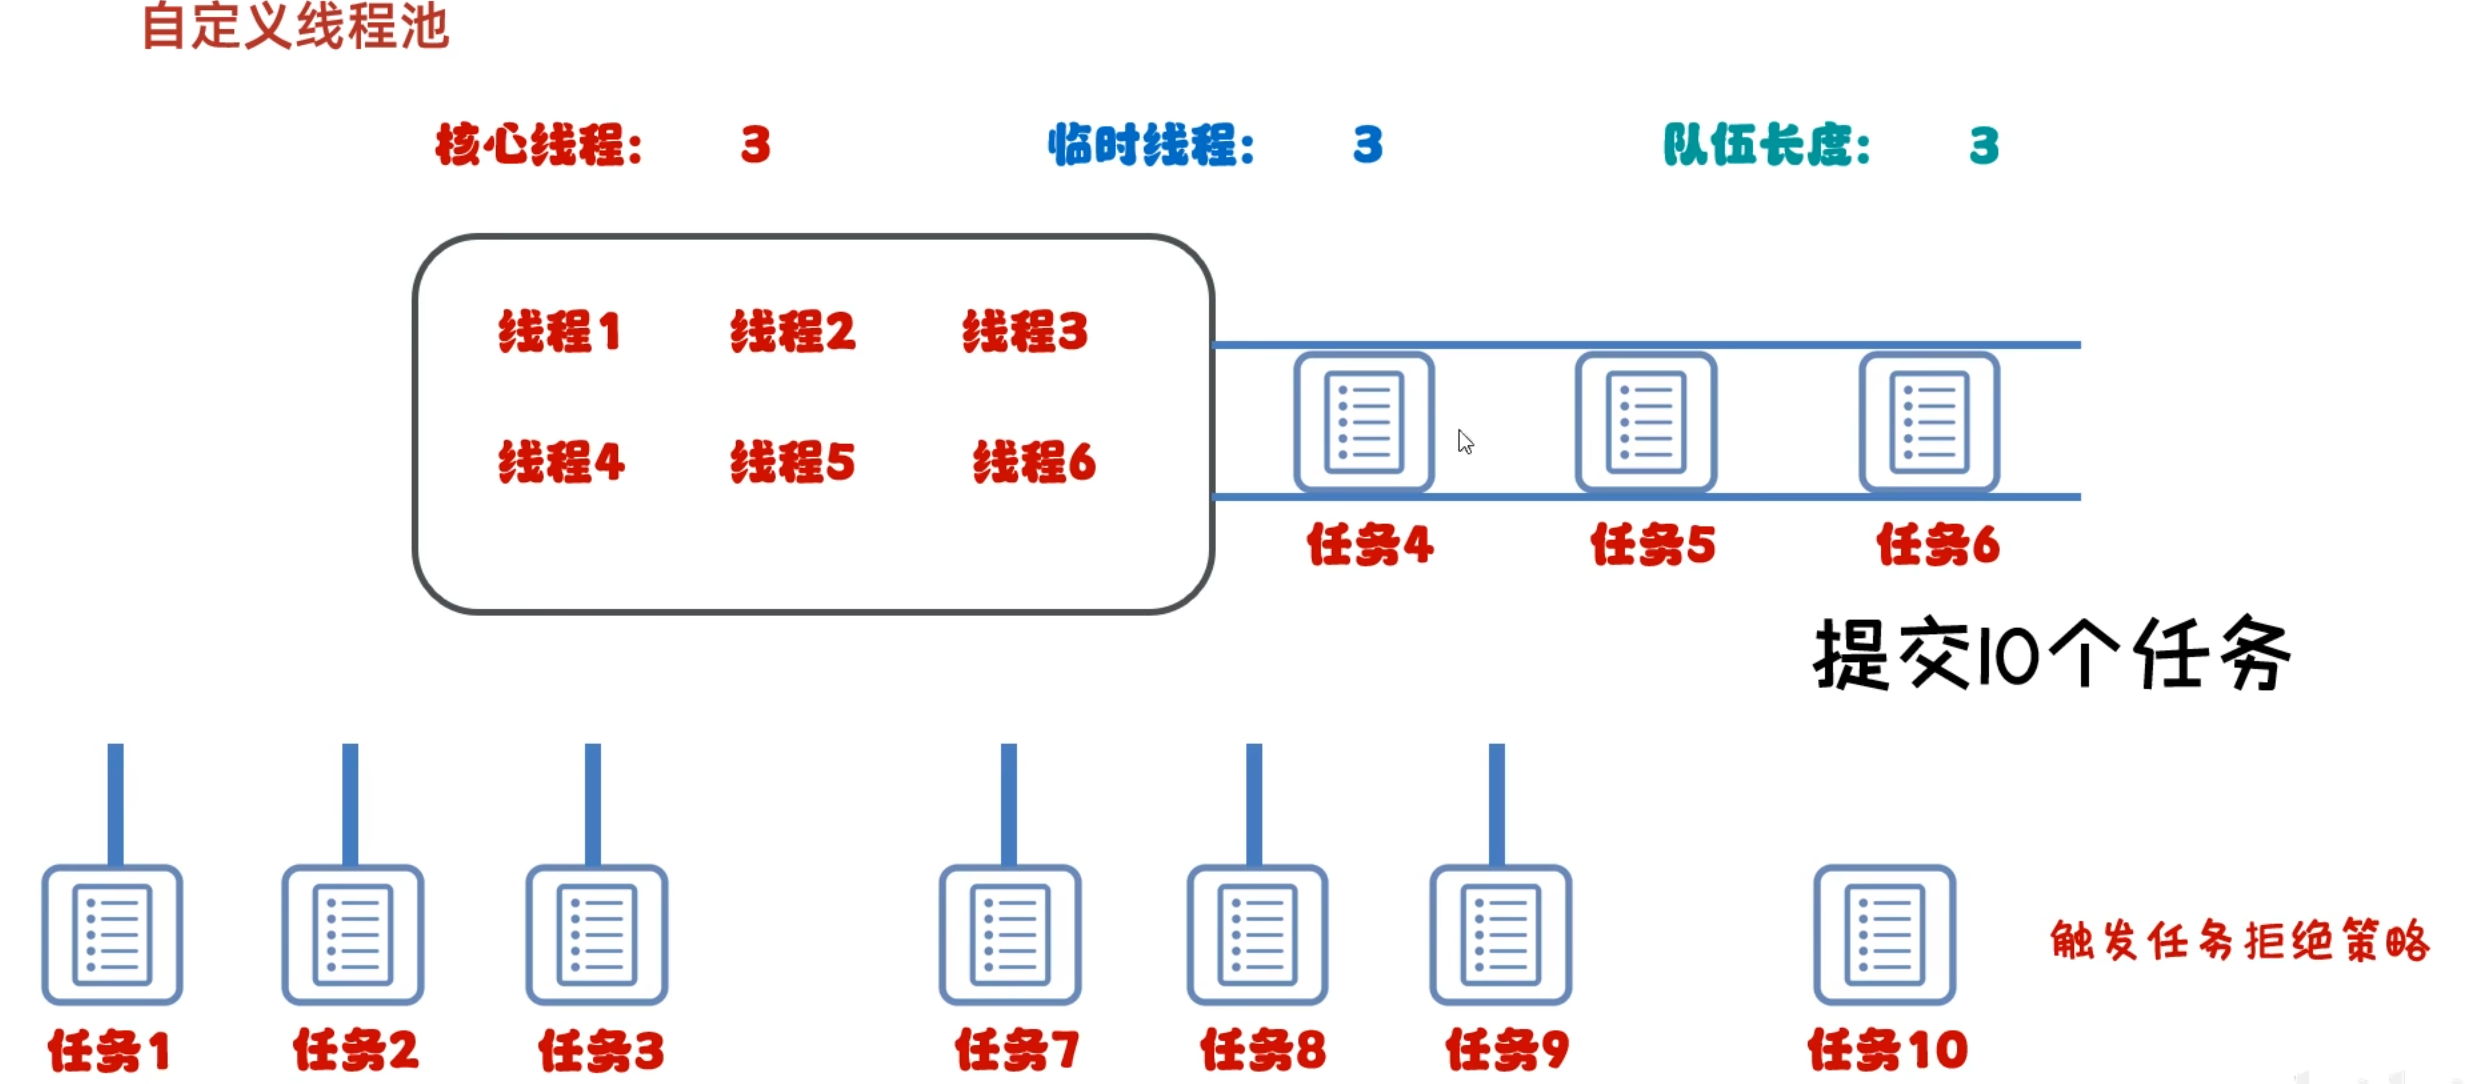 自定义线程池
核心线程: 3 临时线程: 3 队伍长度: 3
线程1 线程2 线程3
线程4 线程5 线程6
任务4 任务5 任务6
提交10个任务
触发任务拒绝策略
任务1 任务2 任务3 任务7 任务8 任务9 任务10